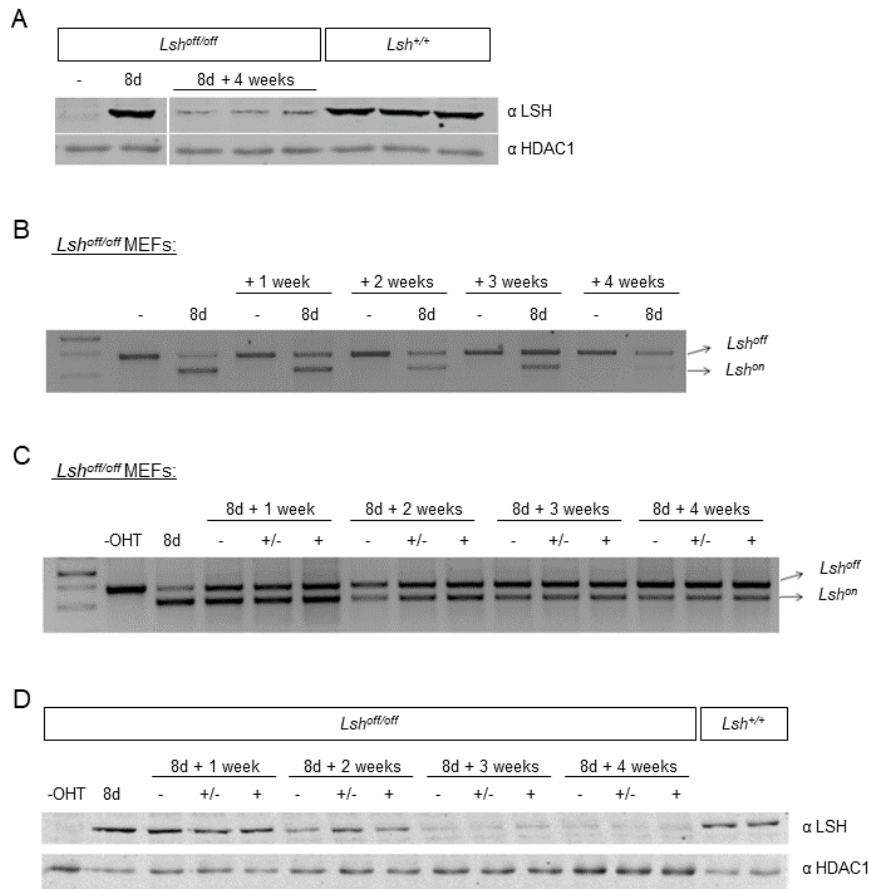 A
Lsh^off/off Lsh^+/+
- 8d 8d + 4 weeks
α LSH
α HDAC1
B
Lsh^off/off MEFs:
+ 1 week + 2 weeks + 3 weeks + 4 weeks
- 8d - 8d - 8d - 8d - 8d
Lsh^off
Lsh^on
C
Lsh^off/off MEFs:
8d + 1 week 8d + 2 weeks 8d + 3 weeks 8d + 4 weeks
-OHT 8d - +/- + - +/- + - +/- + - +/- +
Lsh^off
Lsh^on
D
Lsh^off/off Lsh^+/+
8d + 1 week 8d + 2 weeks 8d + 3 weeks 8d + 4 weeks
-OHT 8d - +/- + - +/- + - +/- + - +/- +
α LSH
α HDAC1